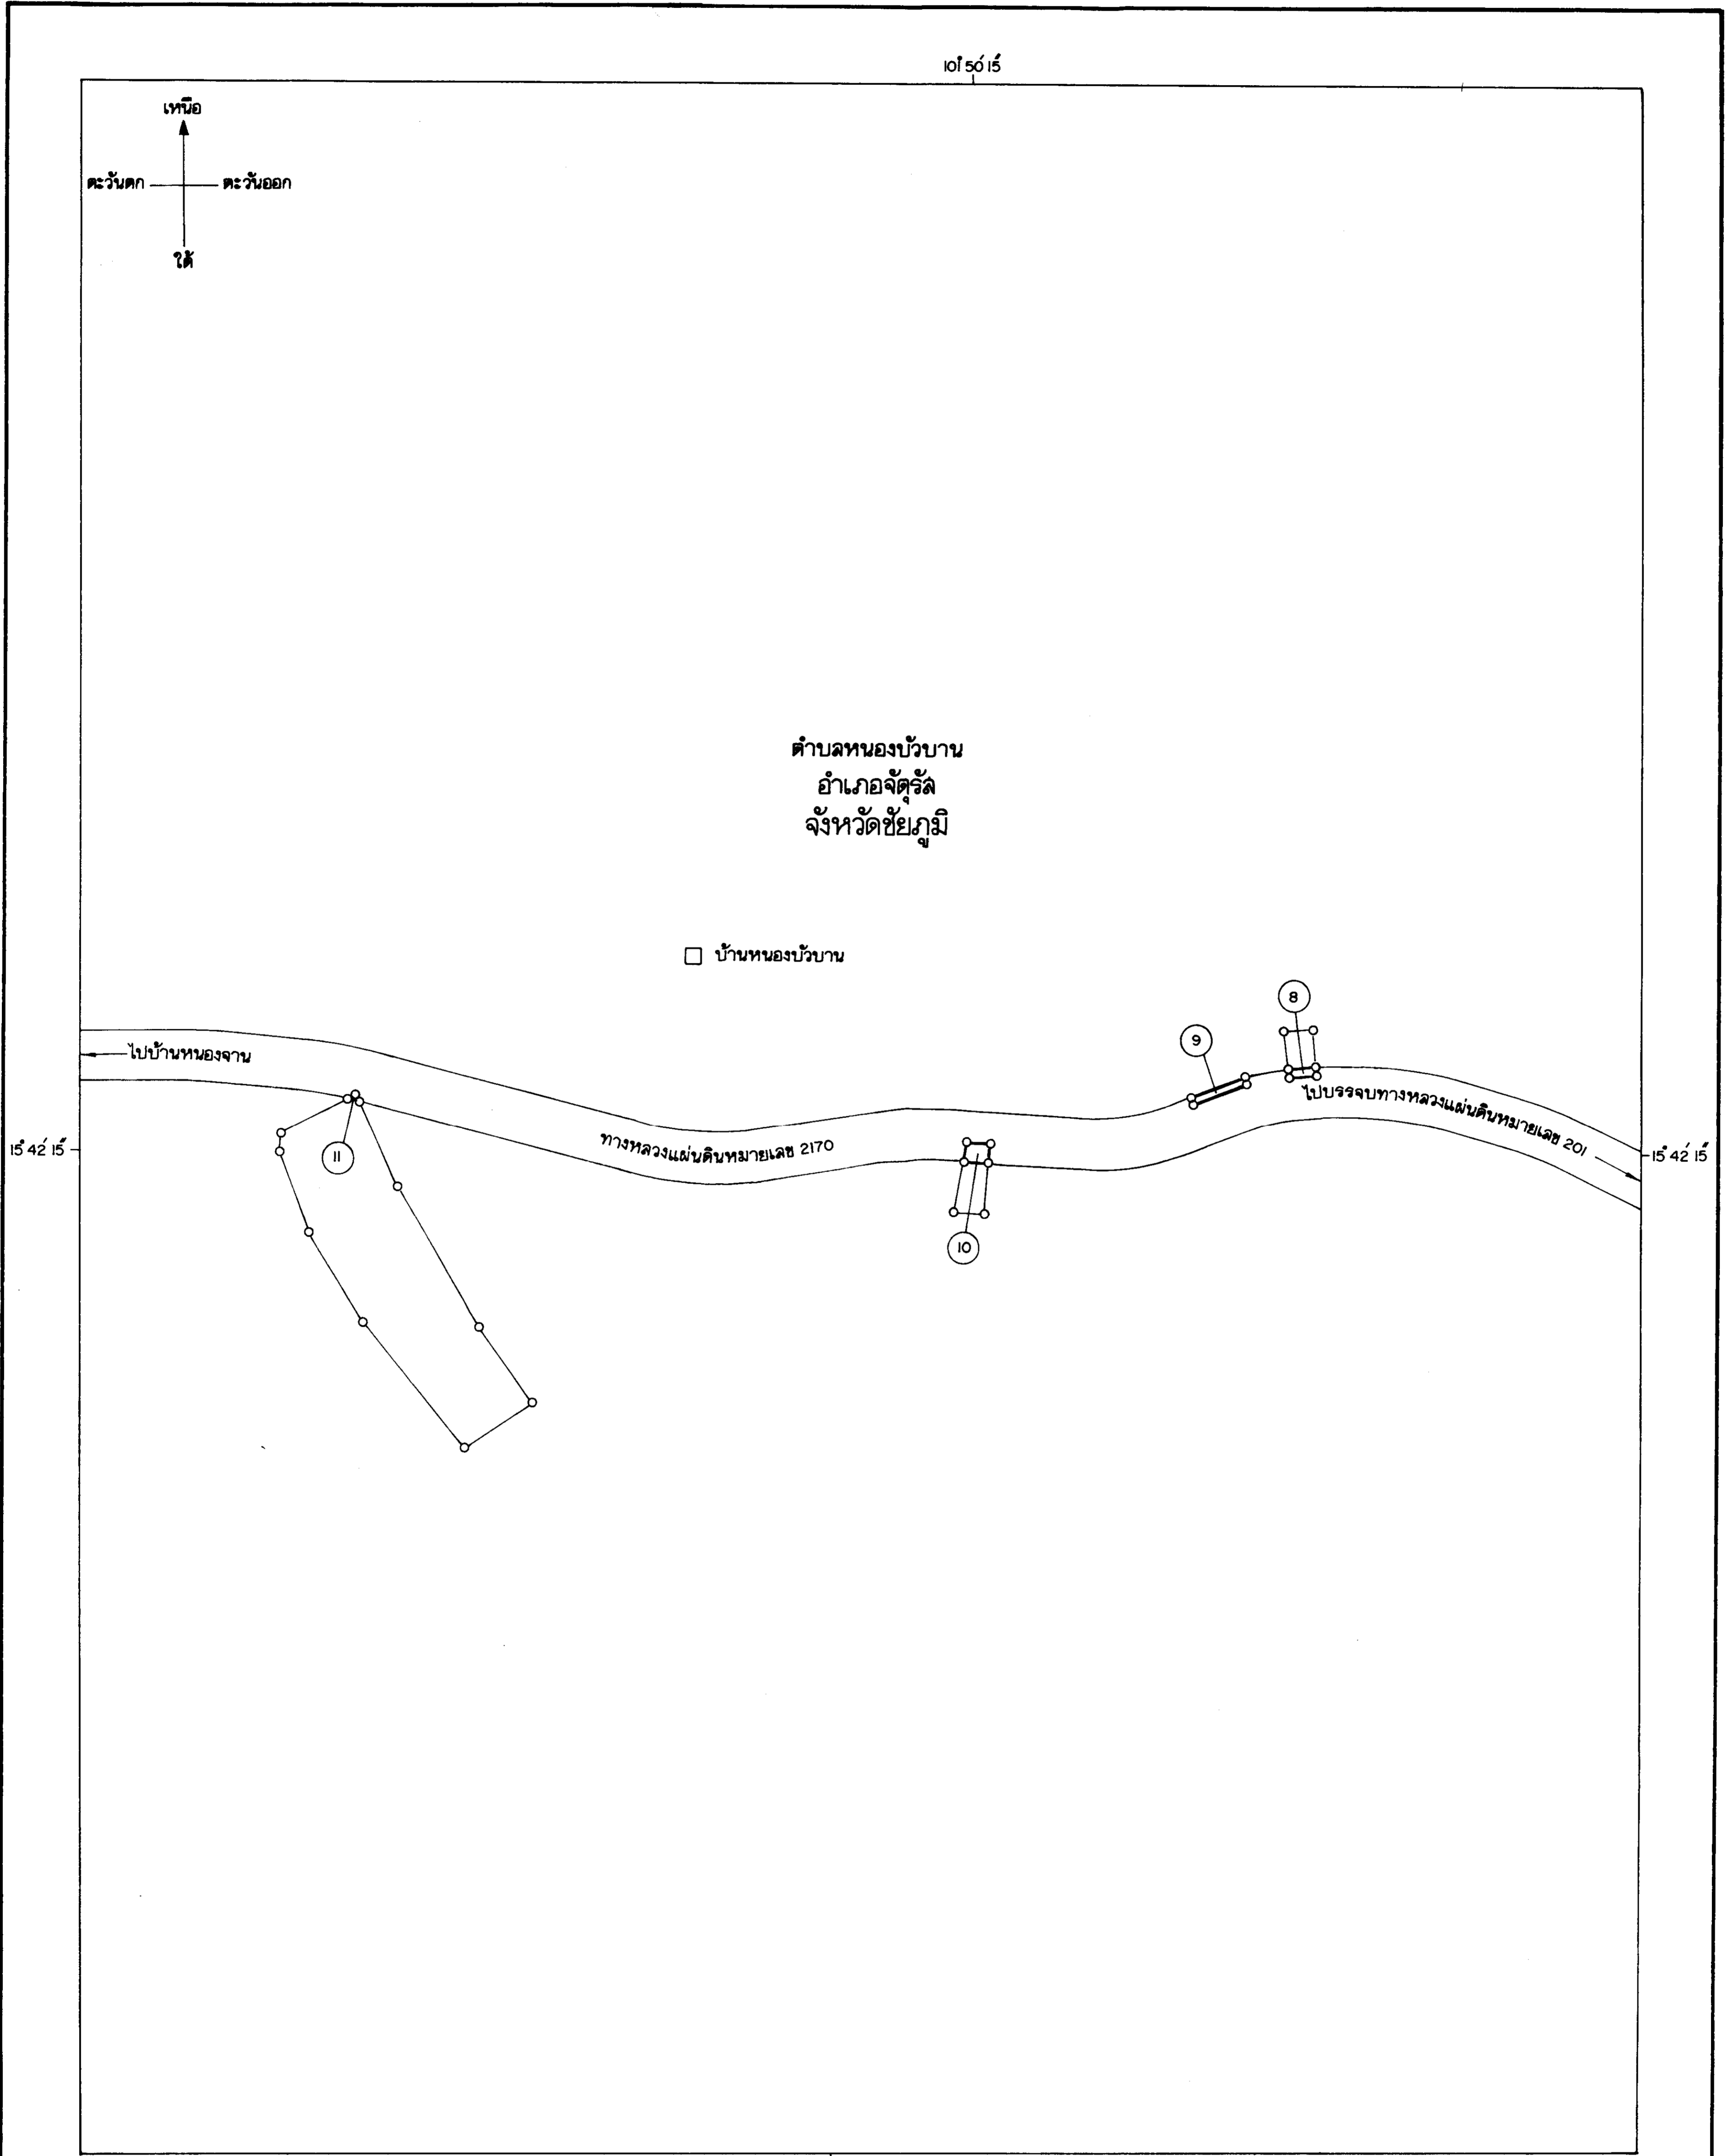 101° 50′ 15″
เหนือ
ตะวันตก
ตะวันออก
ใต้
ตำบลหนองบัวบาน
อำเภอจัตุรัส
จังหวัดชัยภูมิ
บ้านหนองบัวบาน
8
9
ไปบ้านหนองจาน
ไปบรรจบทางหลวงแผ่นดินหมายเลข 201
ทางหลวงแผ่นดินหมายเลข 2170
15° 42′ 15″
15° 42′ 15″
11
10